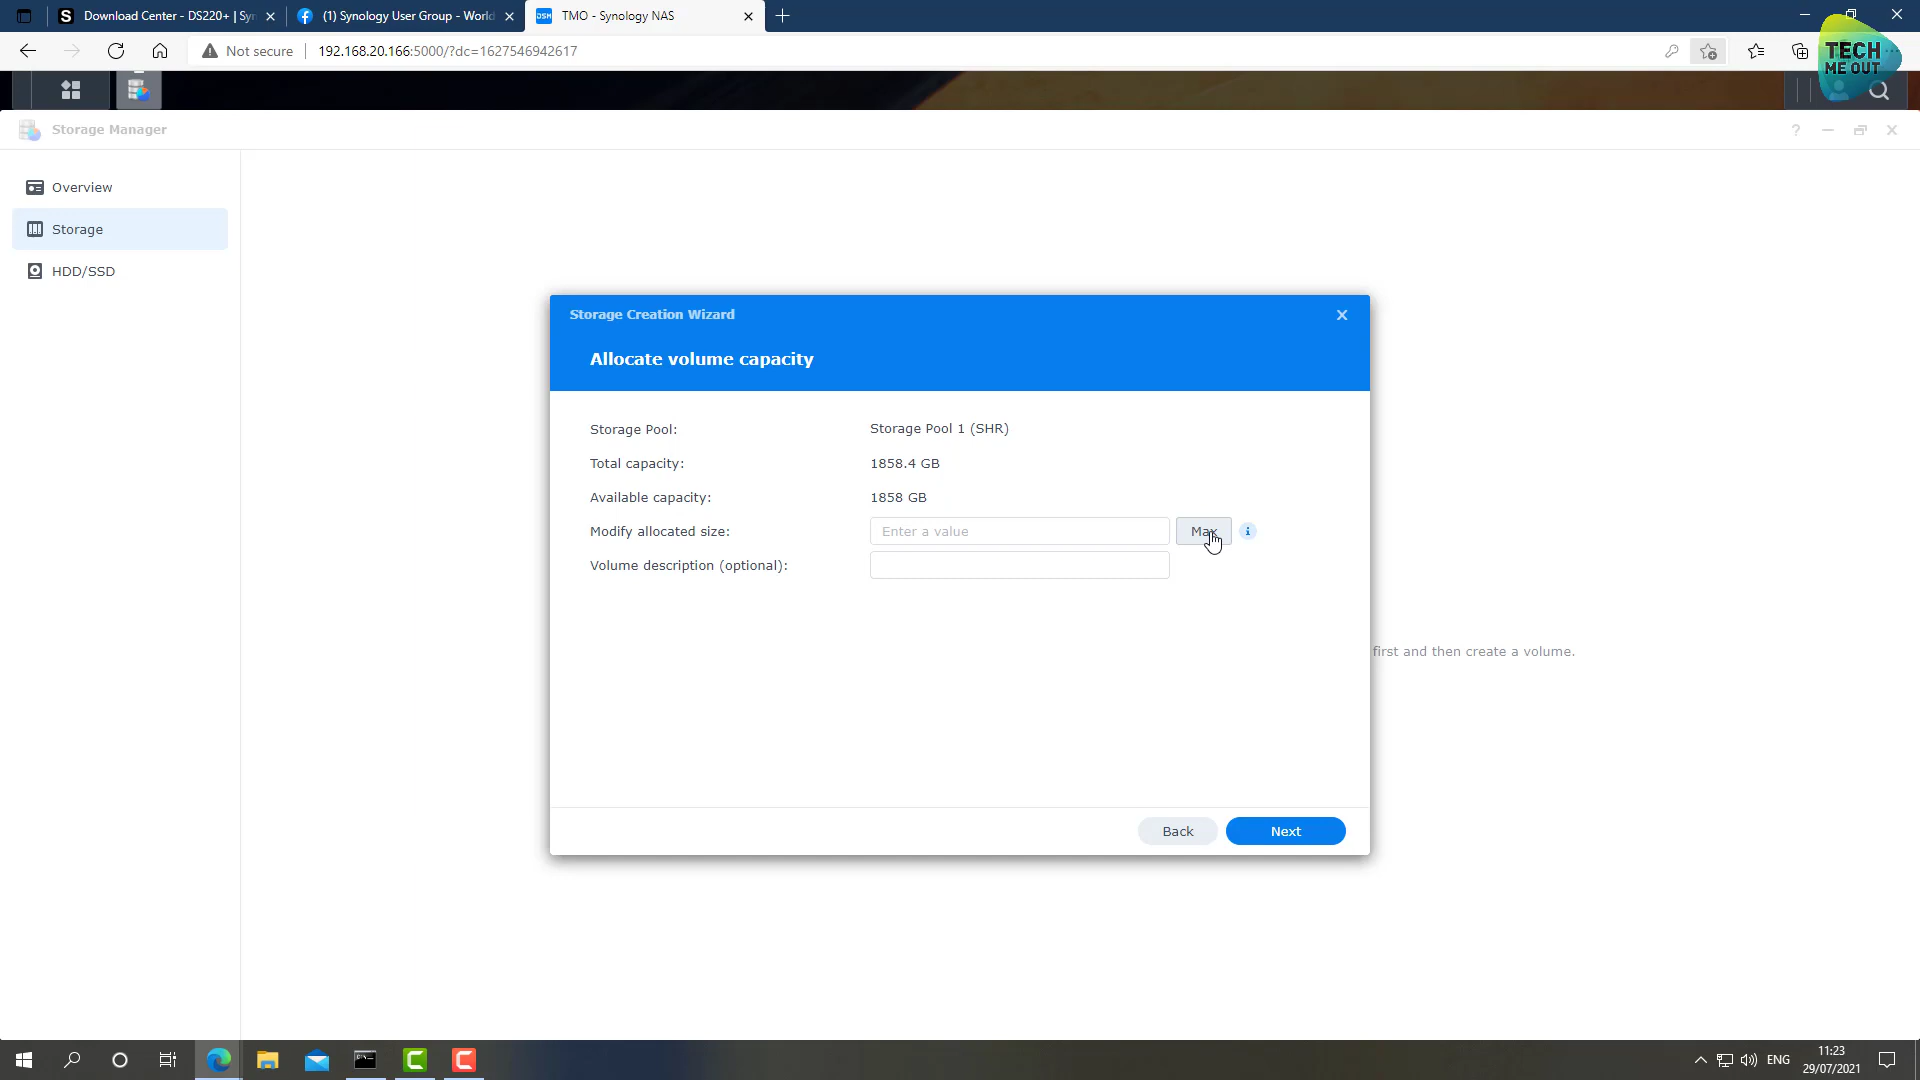 Download Center - DS220+ | Sy
(1) Synology User Group - World
DSM
TMO - Synology NAS
Not secure
192.168.20.166:5000/?dc=1627546942617
TECH
ME OUT
Storage Manager
Overview
Storage
HDD/SSD
Storage Creation Wizard
Allocate volume capacity
Storage Pool:
Storage Pool 1 (SHR)
Total capacity:
1858.4 GB
Available capacity:
1858 GB
Modify allocated size:
Enter a value
Max
Volume description (optional):
first and then create a volume.
Back
Next
ENG
11:23
29/07/2021